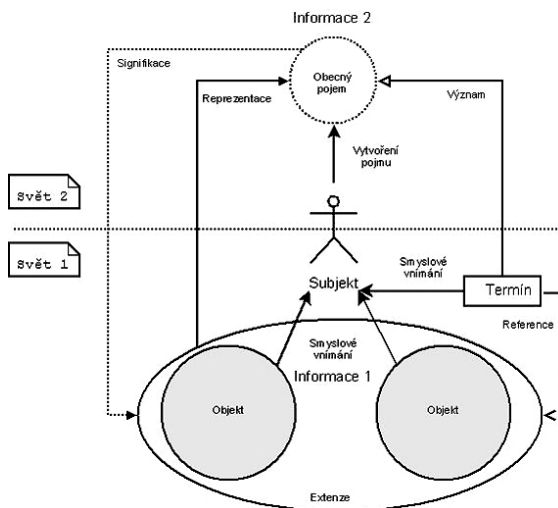 Informace 2
Signifikace
Obecný
pojem
Reprezentace
Význam
Vytvoření
pojmu
Svět 2
Svět 1
Smyslové
vnímání
Subjekt
Termín
Reference
Smyslové
vnímání
Informace 1
Objekt
Objekt
Extenze